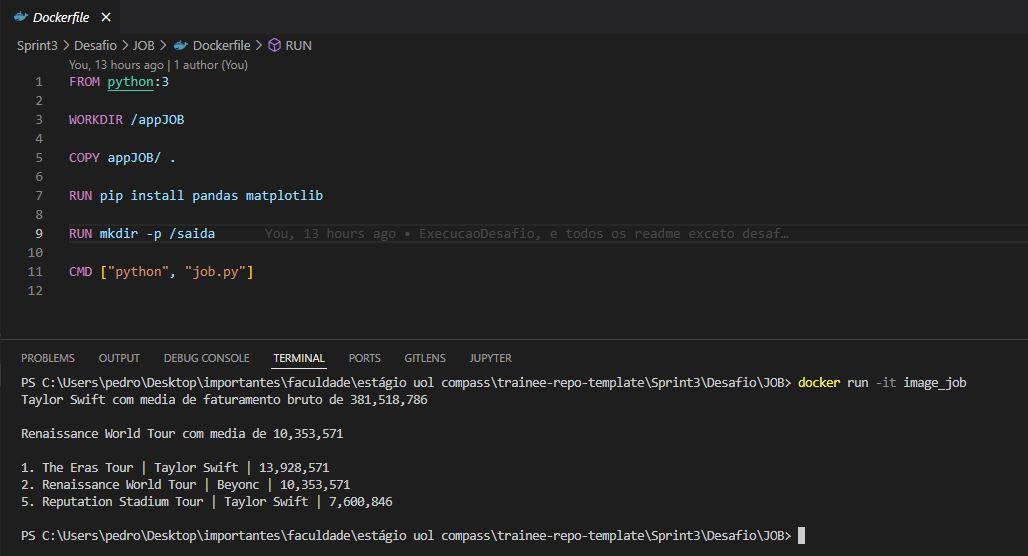 Dockerfile ×
Sprint3 > Desafio > JOB > Dockerfile > RUN
You, 13 hours ago | 1 author (You)
1 FROM python:3
2
3 WORKDIR /appJOB
4
5 COPY appJOB/ .
6
7 RUN pip install pandas matplotlib
8
9 RUN mkdir -p /saida You, 13 hours ago • ExecucaoDesafio, e todos os readme exceto desaf…
10
11 CMD ["python", "job.py"]
12
PROBLEMS OUTPUT DEBUG CONSOLE TERMINAL PORTS GITLENS JUPYTER
PS C:\Users\pedro\Desktop\importantes\faculdade\estágio uol compass\trainee-repo-template\Sprint3\Desafio\JOB> docker run -it image_job
Taylor Swift com media de faturamento bruto de 381,518,786
Renaissance World Tour com media de 10,353,571
1. The Eras Tour | Taylor Swift | 13,928,571
2. Renaissance World Tour | Beyonc | 10,353,571
5. Reputation Stadium Tour | Taylor Swift | 7,600,846
PS C:\Users\pedro\Desktop\importantes\faculdade\estágio uol compass\trainee-repo-template\Sprint3\Desafio\JOB>